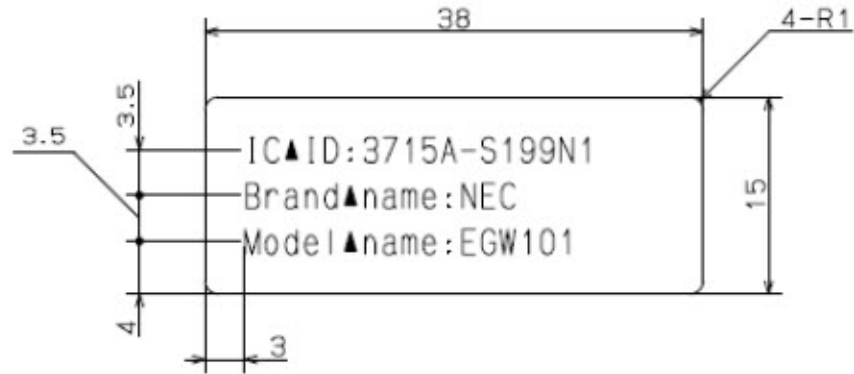 38
4-R1
3.5
3.5
IC▲ID:3715A-S199N1
Brand▲name:NEC
Model▲name:EGW101
15
4
3